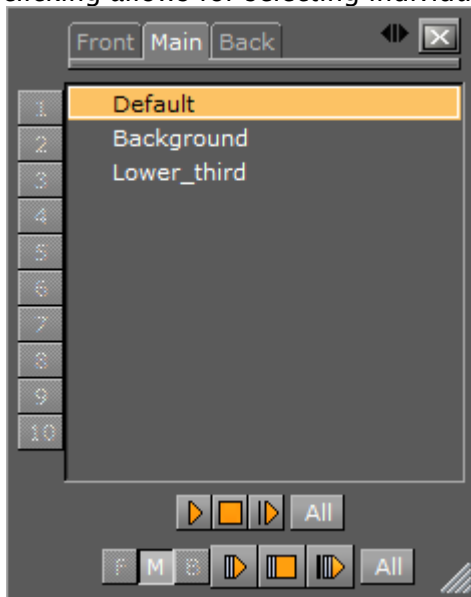 clicking allows for selecting individu
Front Main Back
Default
Background
Lower_third
1
2
3
4
5
6
7
8
9
10
All
F M B All